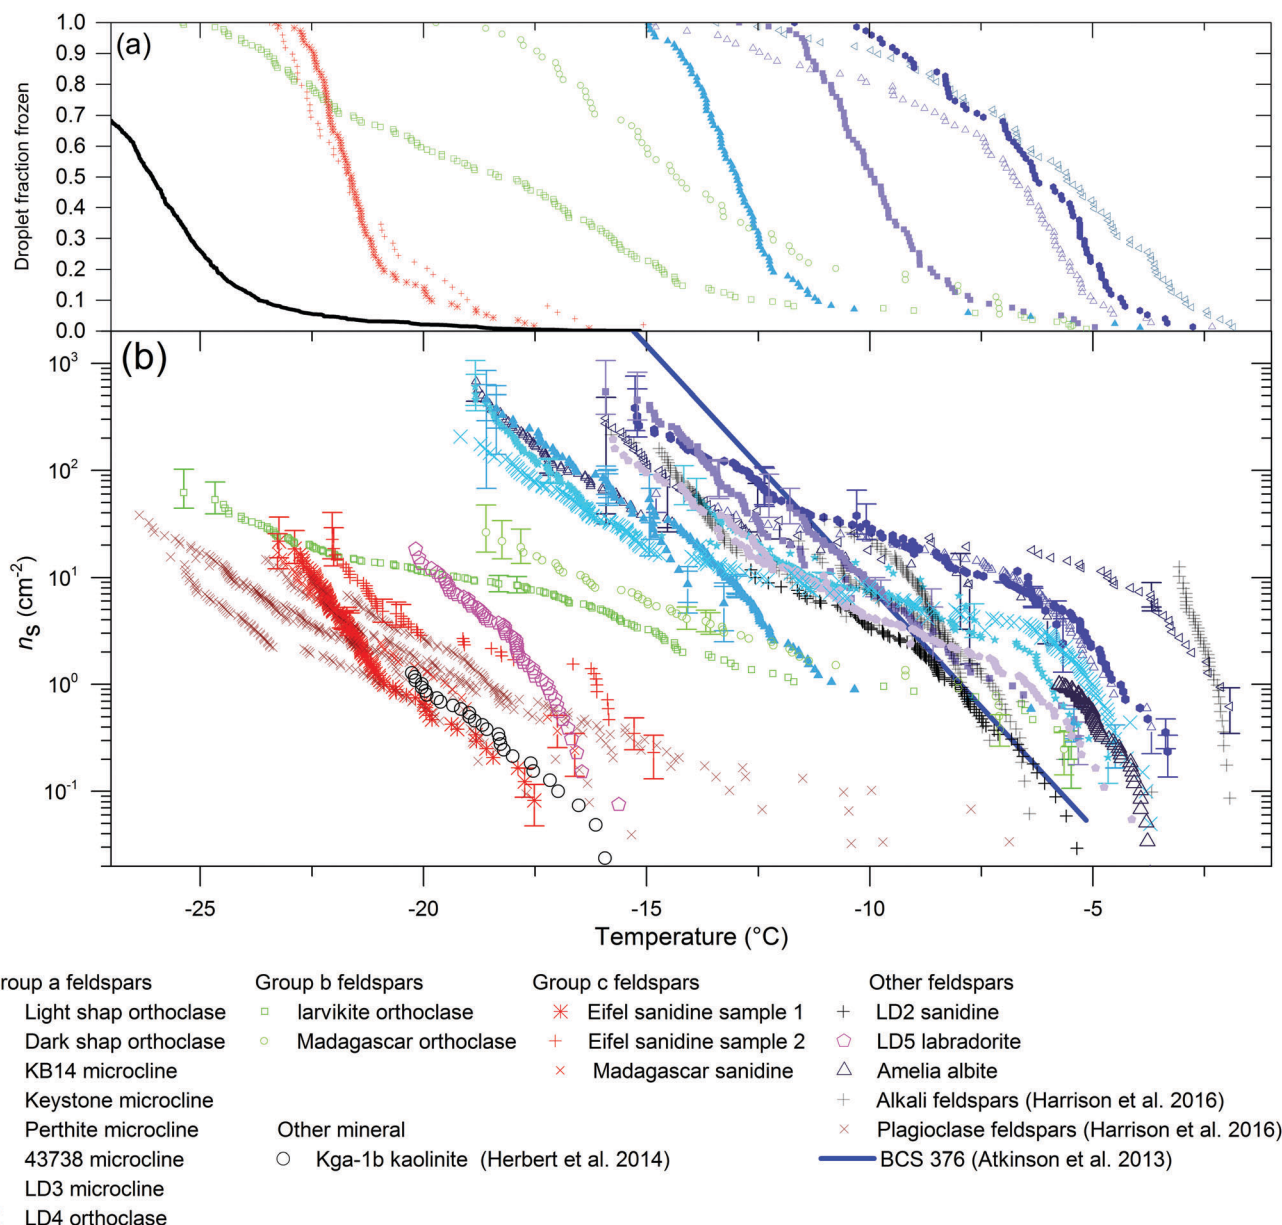 (a)
1.0
0.9
0.8
0.7
0.6
0.5
0.4
0.3
0.2
0.1
0.0
Droplet fraction frozen
(b)
10³
10²
10¹
10⁰
10⁻¹
nₛ (cm⁻²)
-25 -20 -15 -10 -5
Temperature (°C)
roup a feldspars
Light shap orthoclase
Dark shap orthoclase
KB14 microcline
Keystone microcline
Perthite microcline
43738 microcline
LD3 microcline
LD4 orthoclase
Group b feldspars
larvikite orthoclase
Madagascar orthoclase
Other mineral
Kga-1b kaolinite (Herbert et al. 2014)
Group c feldspars
Eifel sanidine sample 1
Eifel sanidine sample 2
Madagascar sanidine
Other feldspars
LD2 sanidine
LD5 labradorite
Amelia albite
Alkali feldspars (Harrison et al. 2016)
Plagioclase feldspars (Harrison et al. 2016)
BCS 376 (Atkinson et al. 2013)